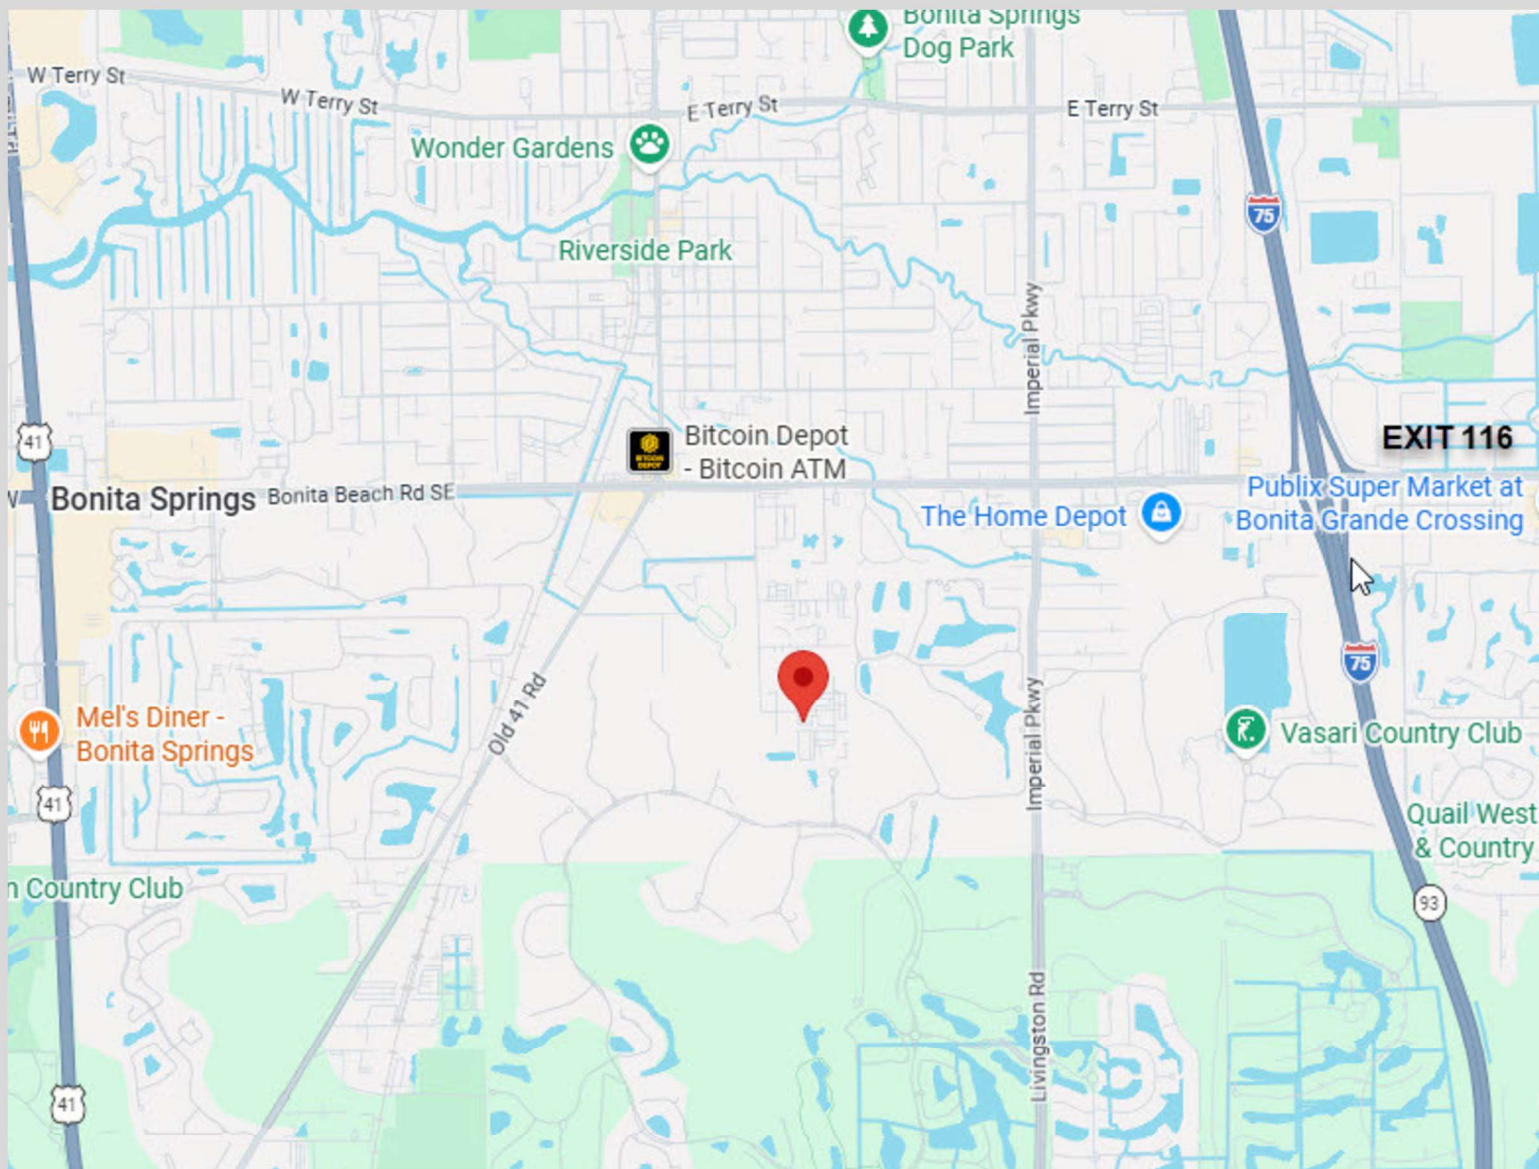 Bonita Springs
Dog Park
W Terry St
W Terry St
E Terry St
E Terry St
Wonder Gardens
75
Riverside Park
Imperial Pkwy
41
Bitcoin Depot
- Bitcoin ATM
BITCOIN
DEPOT
EXIT 116
W
Bonita Springs
Bonita Beach Rd SE
The Home Depot
Publix Super Market at
Bonita Grande Crossing
75
Old 41 Rd
Imperial Pkwy
Mel's Diner -
Bonita Springs
Vasari Country Club
41
Quail West
& Country
n Country Club
93
Livingston Rd
41